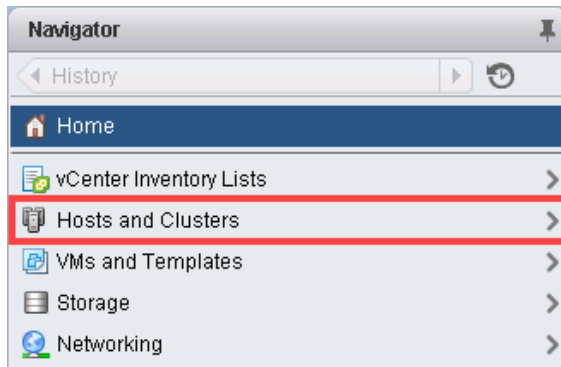 Navigator
History
Home
vCenter Inventory Lists
Hosts and Clusters
VMs and Templates
Storage
Networking